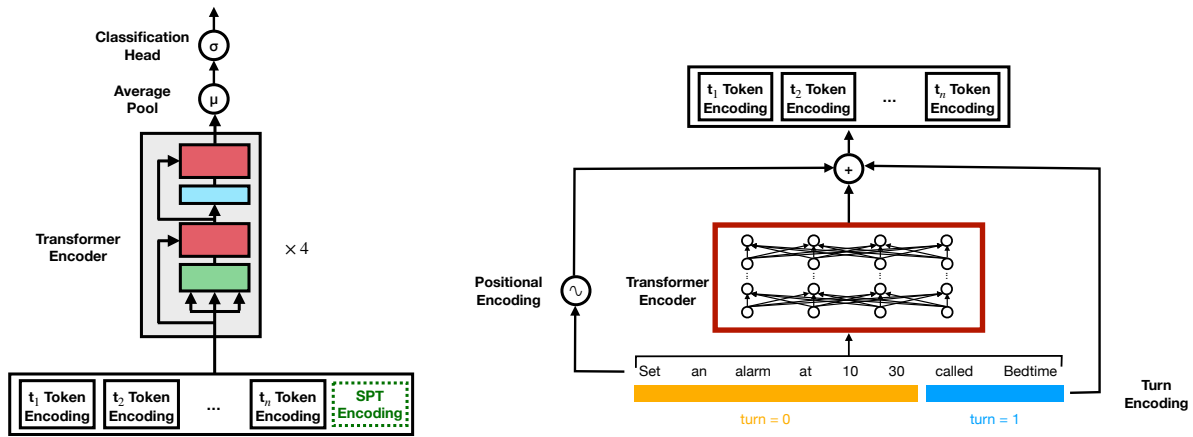 Classification
Head
σ
Average
Pool
μ
Transformer
Encoder
× 4
t₁ Token
Encoding
t₂ Token
Encoding
...
tₙ Token
Encoding
SPT
Encoding
t₁ Token
Encoding
t₂ Token
Encoding
...
tₙ Token
Encoding
+
Positional
Encoding
Transformer
Encoder
Set an alarm at 10 30 called Bedtime
turn = 0 turn = 1
Turn
Encoding